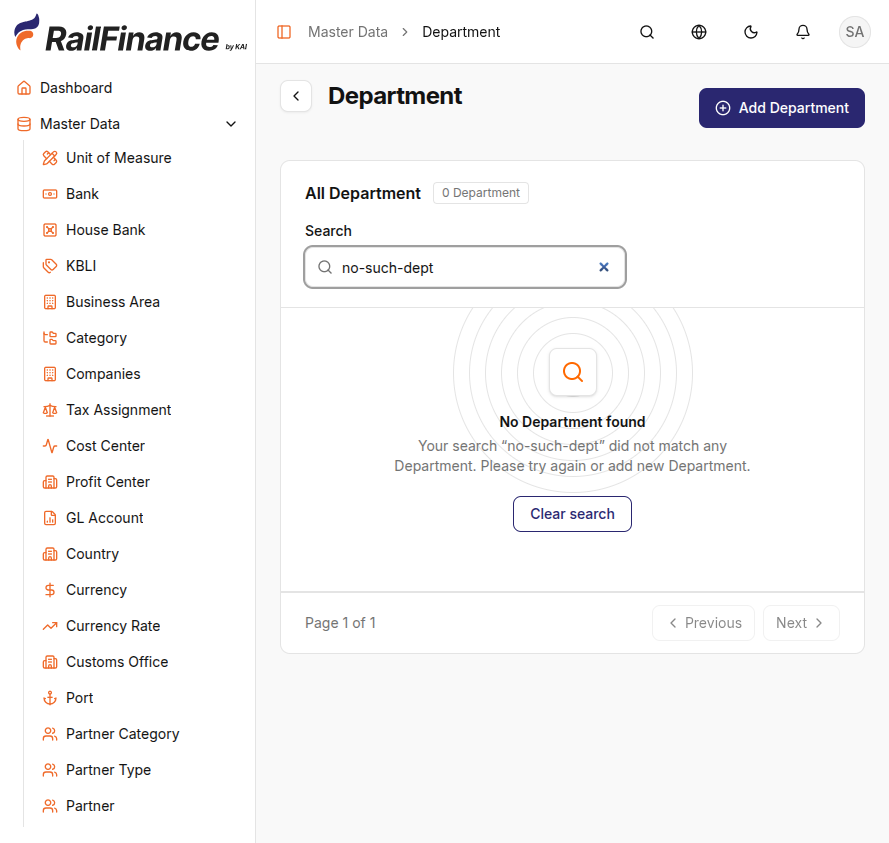 RailFinance by KAI
Dashboard
Master Data
Unit of Measure
Bank
House Bank
KBLI
Business Area
Category
Companies
Tax Assignment
Cost Center
Profit Center
GL Account
Country
Currency
Currency Rate
Customs Office
Port
Partner Category
Partner Type
Partner
Master Data > Department
SA
Department
Add Department
All Department 0 Department
Search
no-such-dept
No Department found
Your search “no-such-dept” did not match any
Department. Please try again or add new Department.
Clear search
Page 1 of 1
Previous
Next